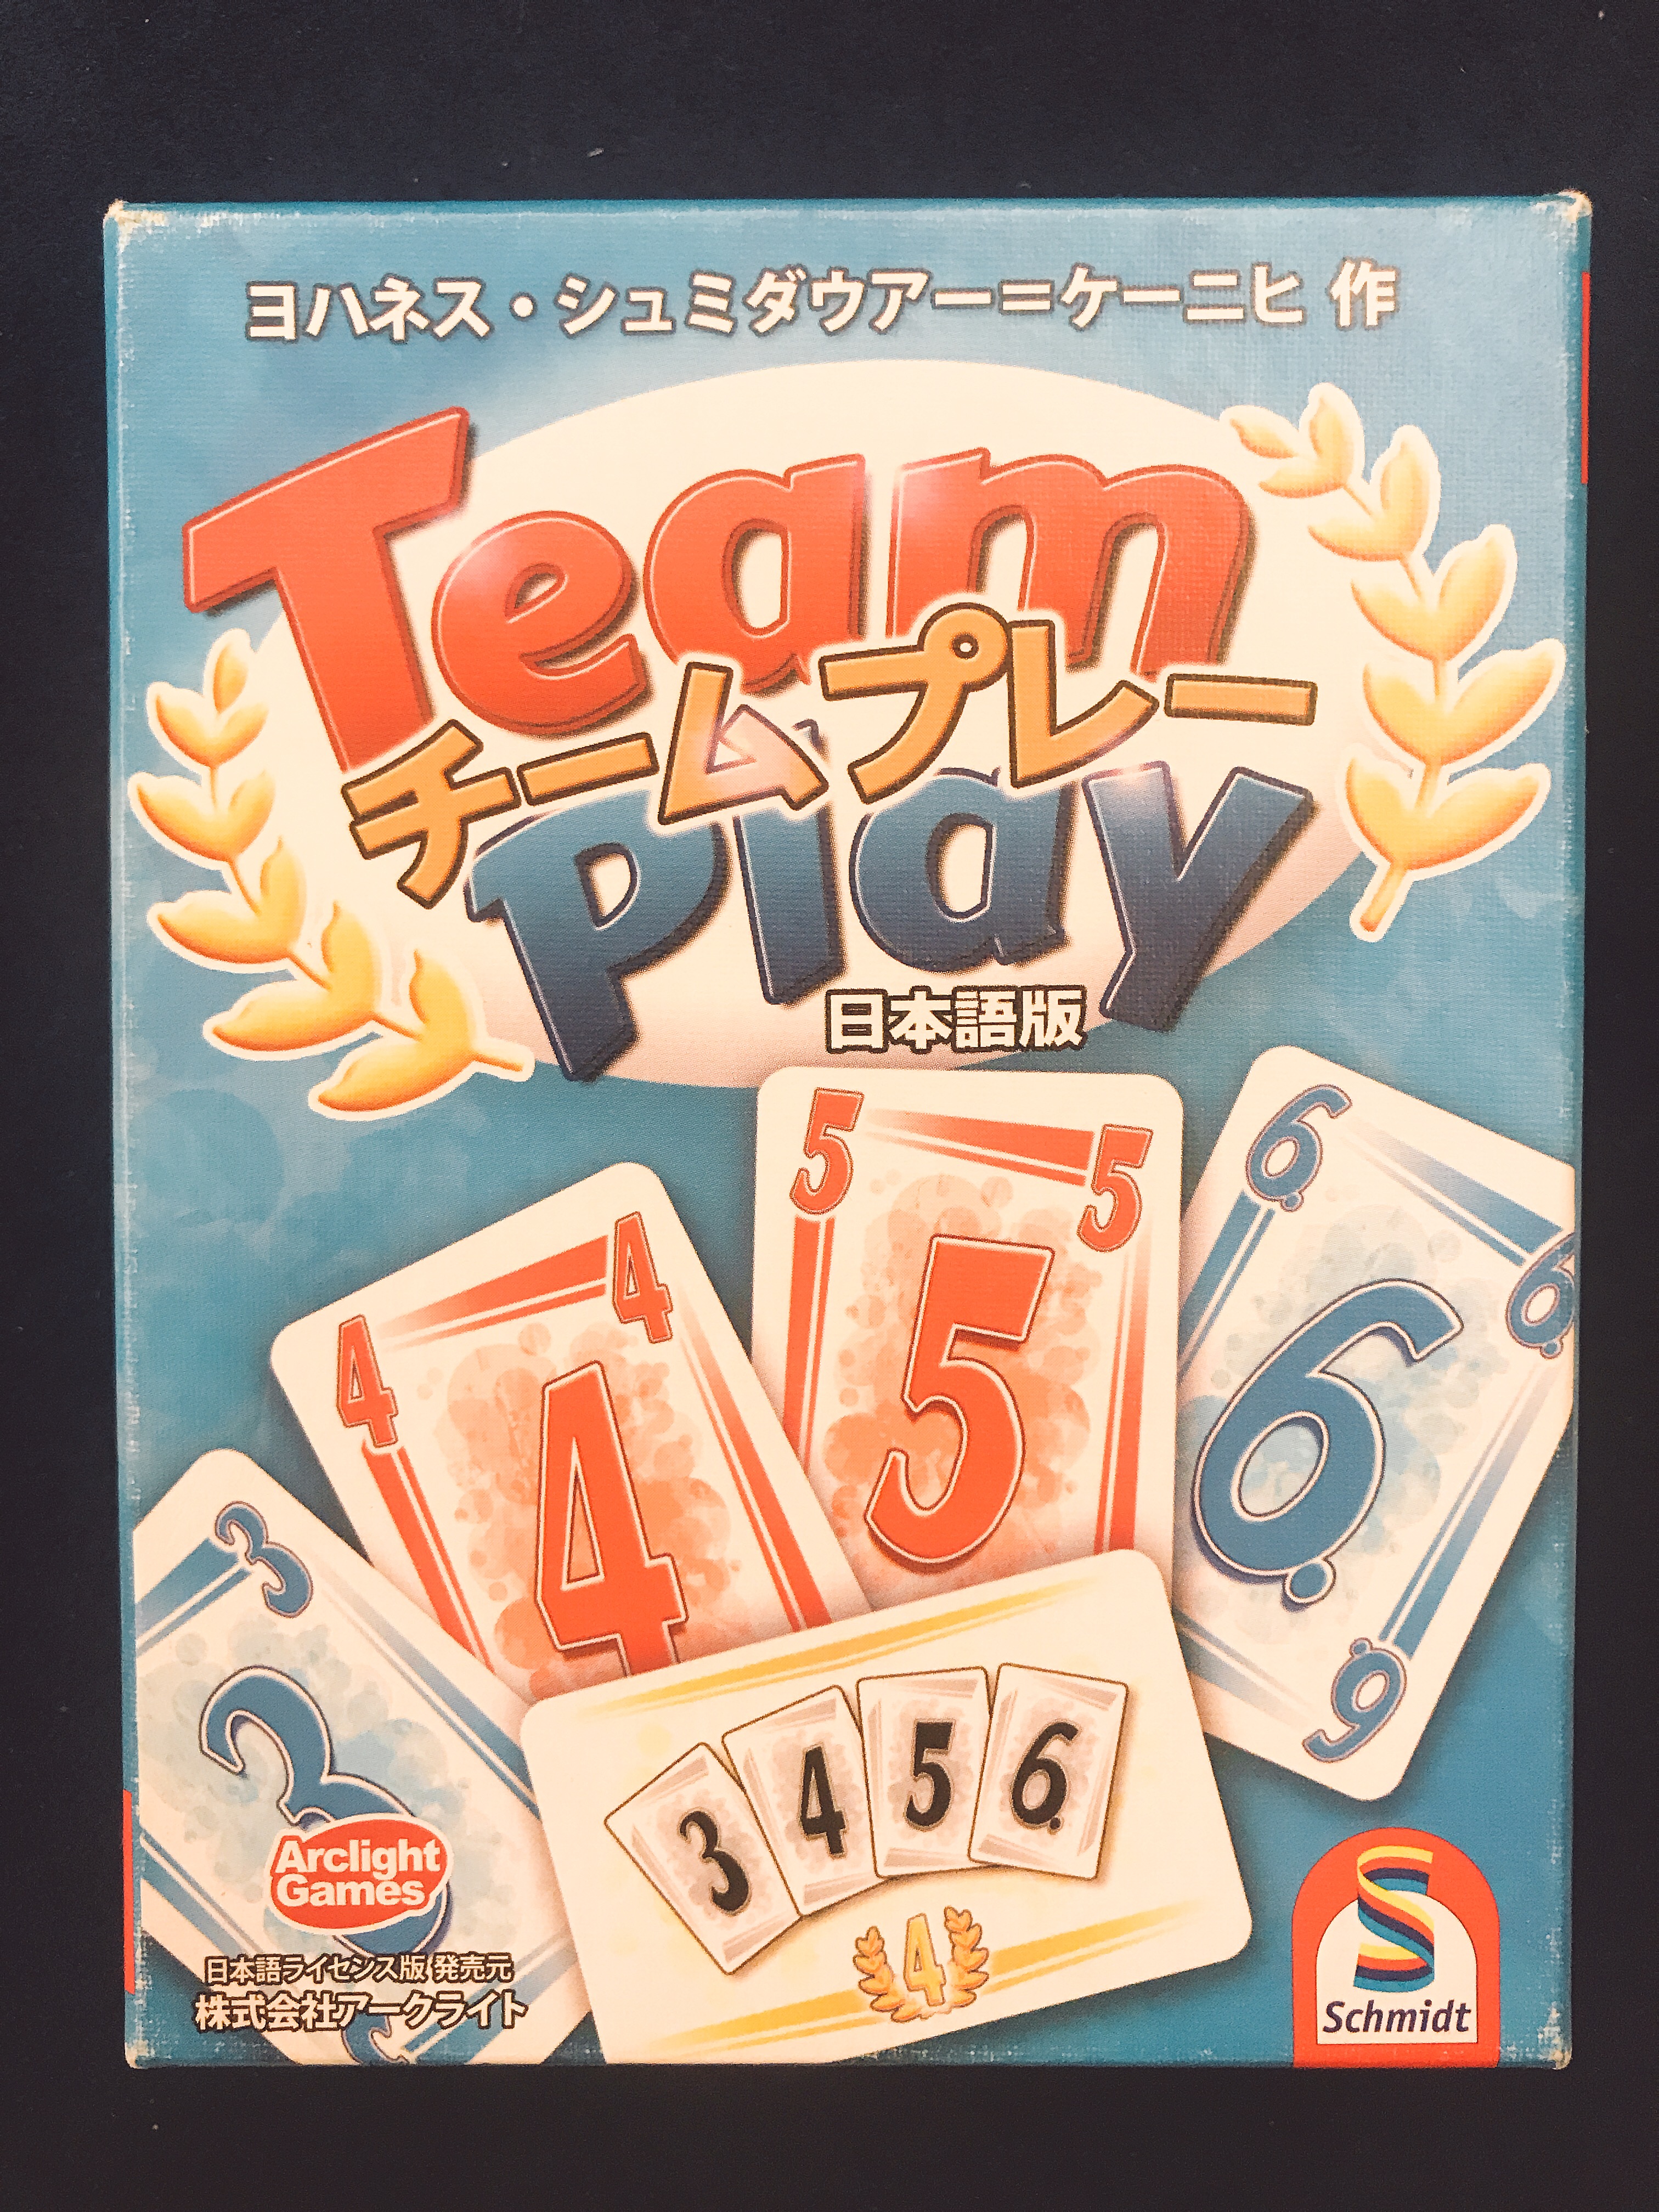 ヨハネス・シュミダウアー=ケーニヒ 作
Team
チームプレー
Play
日本語版
5
5
5
6
6
6
6
4
4
4
3
3
3
3 4 5 6
4
Arclight
Games
日本語ライセンス版 発売元
株式会社アークライト
Schmidt